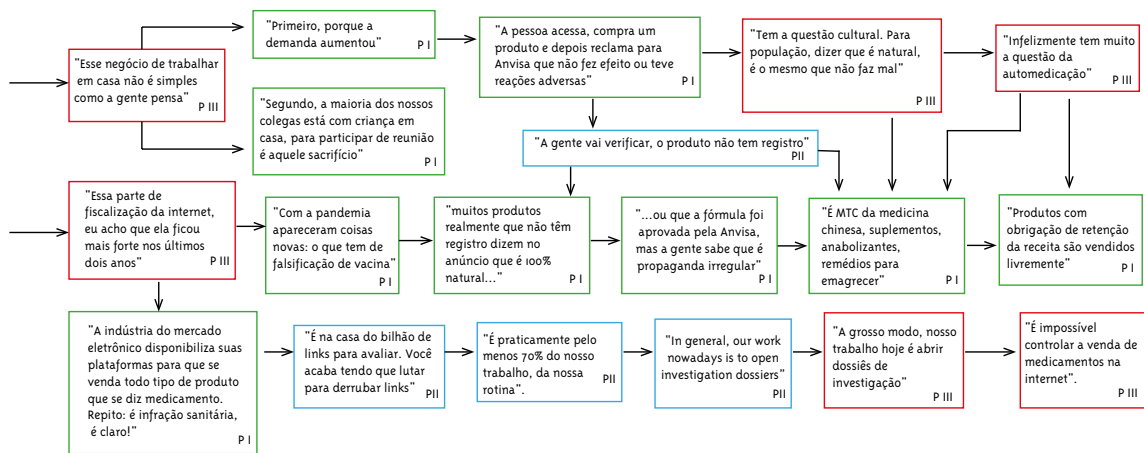 "Esse negócio de trabalhar
em casa não é simples
como a gente pensa"
P III
"Primeiro, porque a
demanda aumentou"
P I
"Segundo, a maioria dos nossos
colegas está com criança em
casa, para participar de reunião
é aquele sacrifício"
P I
"A pessoa acessa, compra um
produto e depois reclama para
Anvisa que não fez efeito ou teve
reações adversas"
P I
"Tem a questão cultural. Para
população, dizer que é natural,
é o mesmo que não faz mal"
P III
"Infelizmente tem muito
a questão da
automedicação"
P III
"A gente vai verificar, o produto não tem registro"
PII
"Essa parte de
fiscalização da internet,
eu acho que ela ficou
mais forte nos últimos
dois anos"
P III
"Com a pandemia
apareceram coisas
novas: o que tem de
falsificação de vacina"
P I
"muitos produtos
realmente que não têm
registro dizem no
anúncio que é 100%
natural..."
P I
"...ou que a fórmula foi
aprovada pela Anvisa,
mas a gente sabe que é
propaganda irregular"
P I
"É MTC da medicina
chinesa, suplementos,
anabolizantes,
remédios para
emagrecer"
P I
"Produtos com
obrigação de retenção
da receita são vendidos
livremente"
P I
"A indústria do mercado
eletrônico disponibiliza suas
plataformas para que se
venda todo tipo de produto
que se diz medicamento.
Repito: é infração sanitária,
é claro!"
P I
"É na casa do bilhão de
links para avaliar. Você
acaba tendo que lutar
para derrubar links"
PII
"É praticamente pelo
menos 70% do nosso
trabalho, da nossa
rotina".
PII
"In general, our work
nowadays is to open
investigation dossiers"
PII
"A grosso modo, nosso
trabalho hoje é abrir
dossiês de
investigação"
P III
"É impossível
controlar a venda de
medicamentos na
internet".
P III